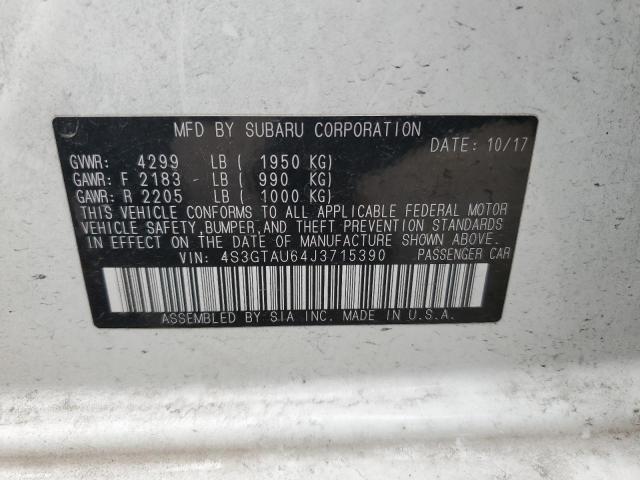 MFD BY SUBARU CORPORATION
DATE: 10/17
GVWR: 4299 LB ( 1950 KG)
GAWR: F 2183 LB ( 990 KG)
GAWR: R 2205 LB ( 1000 KG)
THIS VEHICLE CONFORMS TO ALL APPLICABLE FEDERAL MOTOR
VEHICLE SAFETY, BUMPER, AND THEFT PREVENTION STANDARDS
IN EFFECT ON THE DATE OF MANUFACTURE SHOWN ABOVE.
VIN: 4S3GTAU64J3715390 PASSENGER CAR
ASSEMBLED BY SIA INC. MADE IN U.S.A.